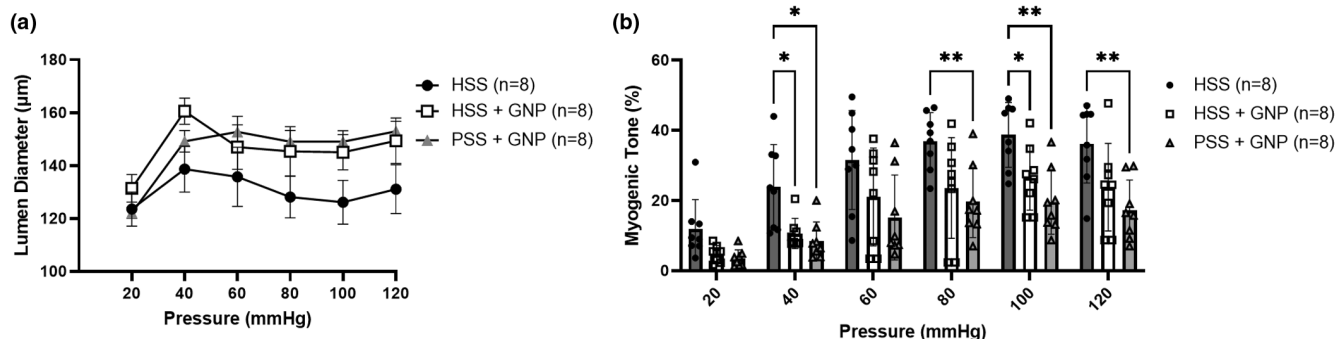 (a)
180
160
140
120
100
Lumen Diameter (µm)
20 40 60 80 100 120
Pressure (mmHg)
HSS (n=8)
HSS + GNP (n=8)
PSS + GNP (n=8)
(b)
60
40
20
0
Myogenic Tone (%)
*
*
**
**
*
**
20 40 60 80 100 120
Pressure (mmHg)
HSS (n=8)
HSS + GNP (n=8)
PSS + GNP (n=8)